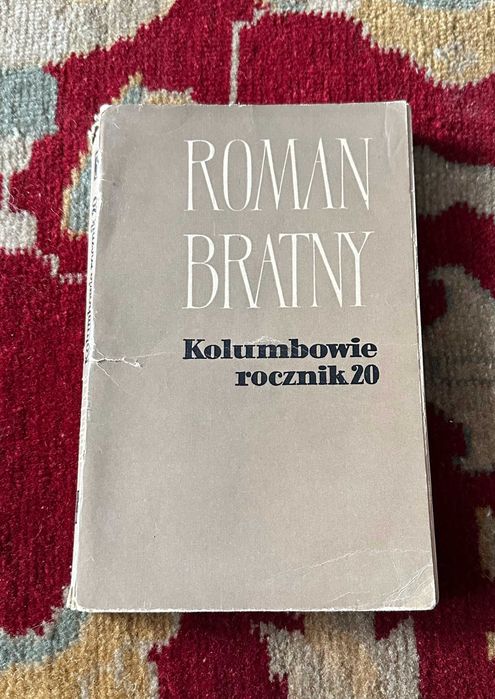 ROMAN
BRATNY
Kolumbowie
rocznik 20